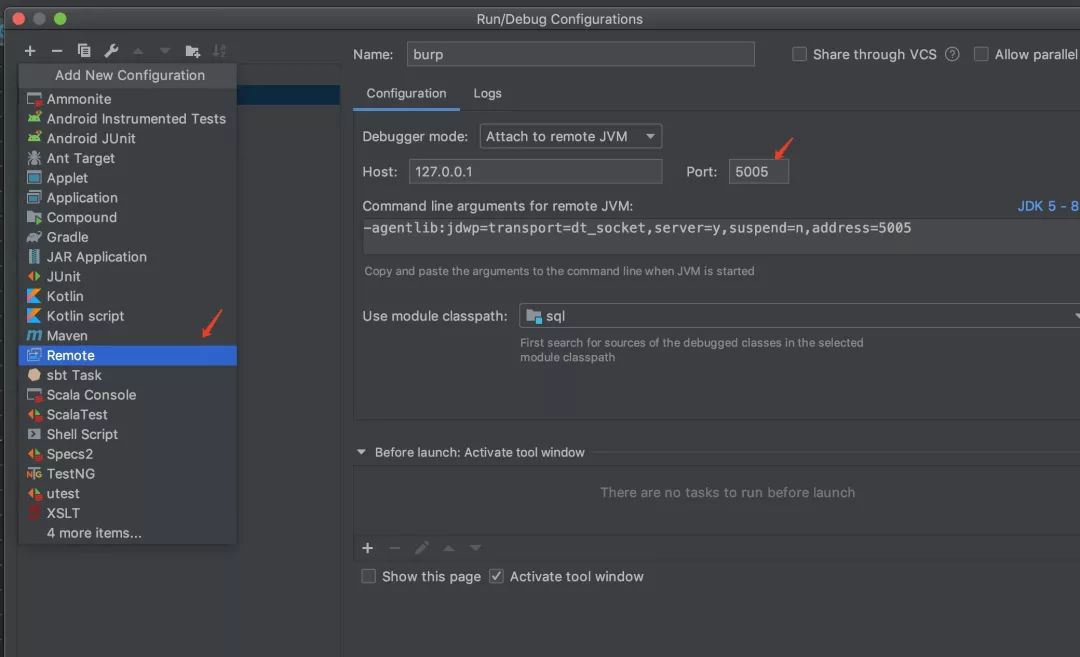 Run/Debug Configurations
Add New Configuration
Ammonite
Android Instrumented Tests
Android JUnit
Ant Target
Applet
Application
Compound
Gradle
JAR Application
JUnit
Kotlin
Kotlin script
Maven
Remote
sbt Task
Scala Console
ScalaTest
Shell Script
Specs2
TestNG
utest
XSLT
4 more items...
Name: burp
Share through VCS
Allow parallel
Configuration Logs
Debugger mode: Attach to remote JVM
Host: 127.0.0.1 Port: 5005
Command line arguments for remote JVM: JDK 5 - 8
-agentlib:jdwp=transport=dt_socket,server=y,suspend=n,address=5005
Copy and paste the arguments to the command line when JVM is started
Use module classpath: sql
First search for sources of the debugged classes in the selected
module classpath
Before launch: Activate tool window
There are no tasks to run before launch
Show this page Activate tool window